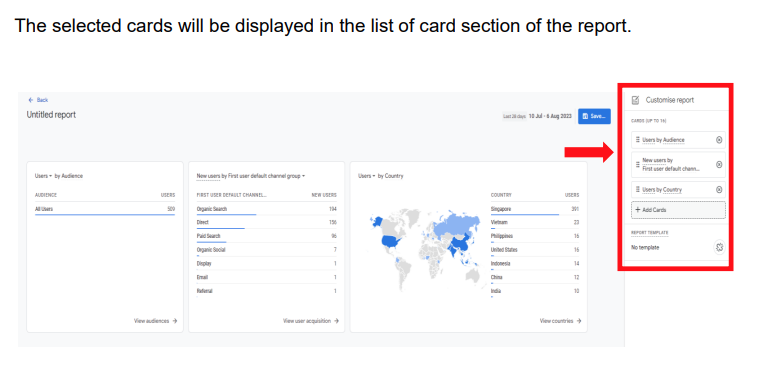 The selected cards will be displayed in the list of card section of the report.
← Back
Untitled report
Last 28 days 10 Jul - 6 Aug 2023
Save...
Users by Audience
AUDIENCE USERS
All Users 509
View audiences →
New users by First user default channel group
FIRST USER DEFAULT CHANNEL... NEW USERS
Organic Search 194
Direct 156
Paid Search 96
Organic Social 7
Display 1
Email 1
Referral 1
View user acquisition →
Users by Country
COUNTRY USERS
Singapore 391
Vietnam 23
Philippines 16
United States 16
Indonesia 14
China 12
India 10
View countries →
Customise report
CARDS (UP TO 16)
Users by Audience
New users by
First user default chann...
Users by Country
+ Add Cards
REPORT TEMPLATE
No template